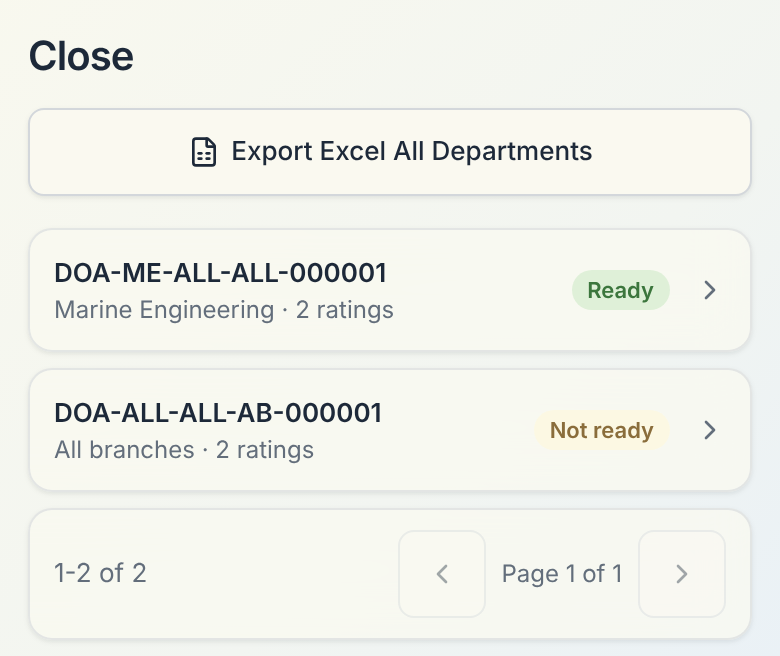 Close
Export Excel All Departments
DOA-ME-ALL-ALL-000001
Marine Engineering · 2 ratings
Ready
DOA-ALL-ALL-AB-000001
All branches · 2 ratings
Not ready
1-2 of 2
Page 1 of 1